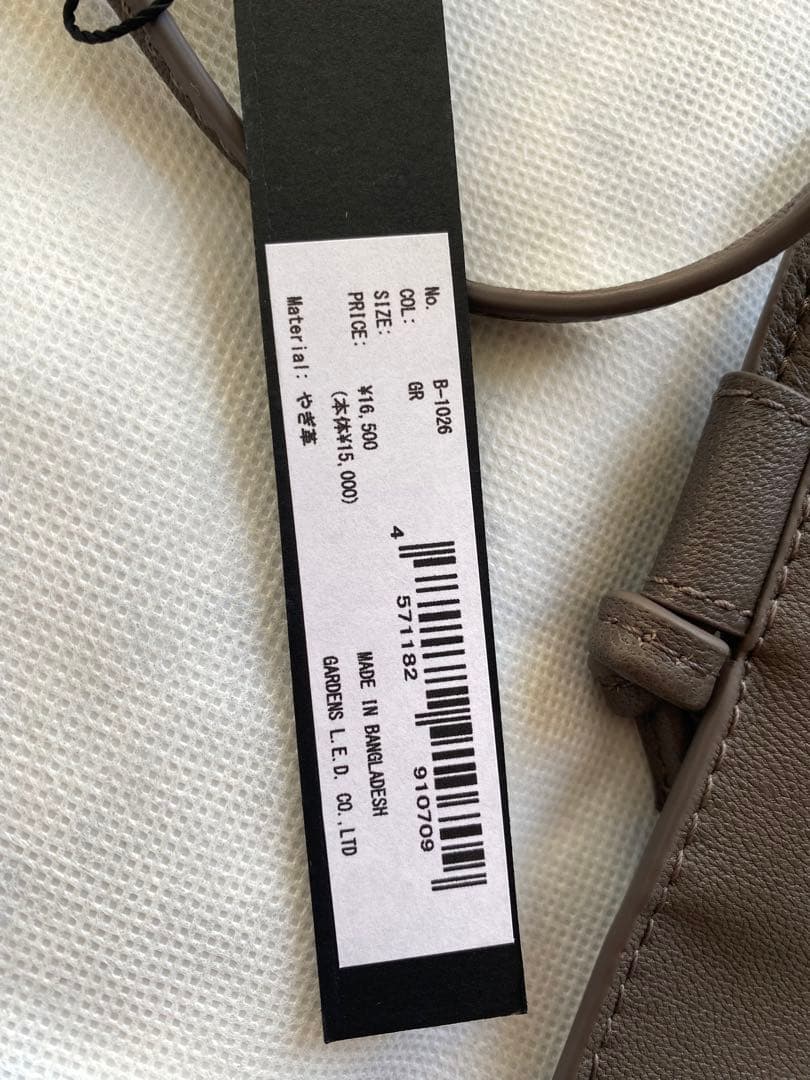 No. B-1026
COL: GR
SIZE:
PRICE: ¥16,500
(本体¥15,000)
Material: やぎ革
4 571182 910709
MADE IN BANGLADESH
GARDENS L.E.D. CO.,LTD